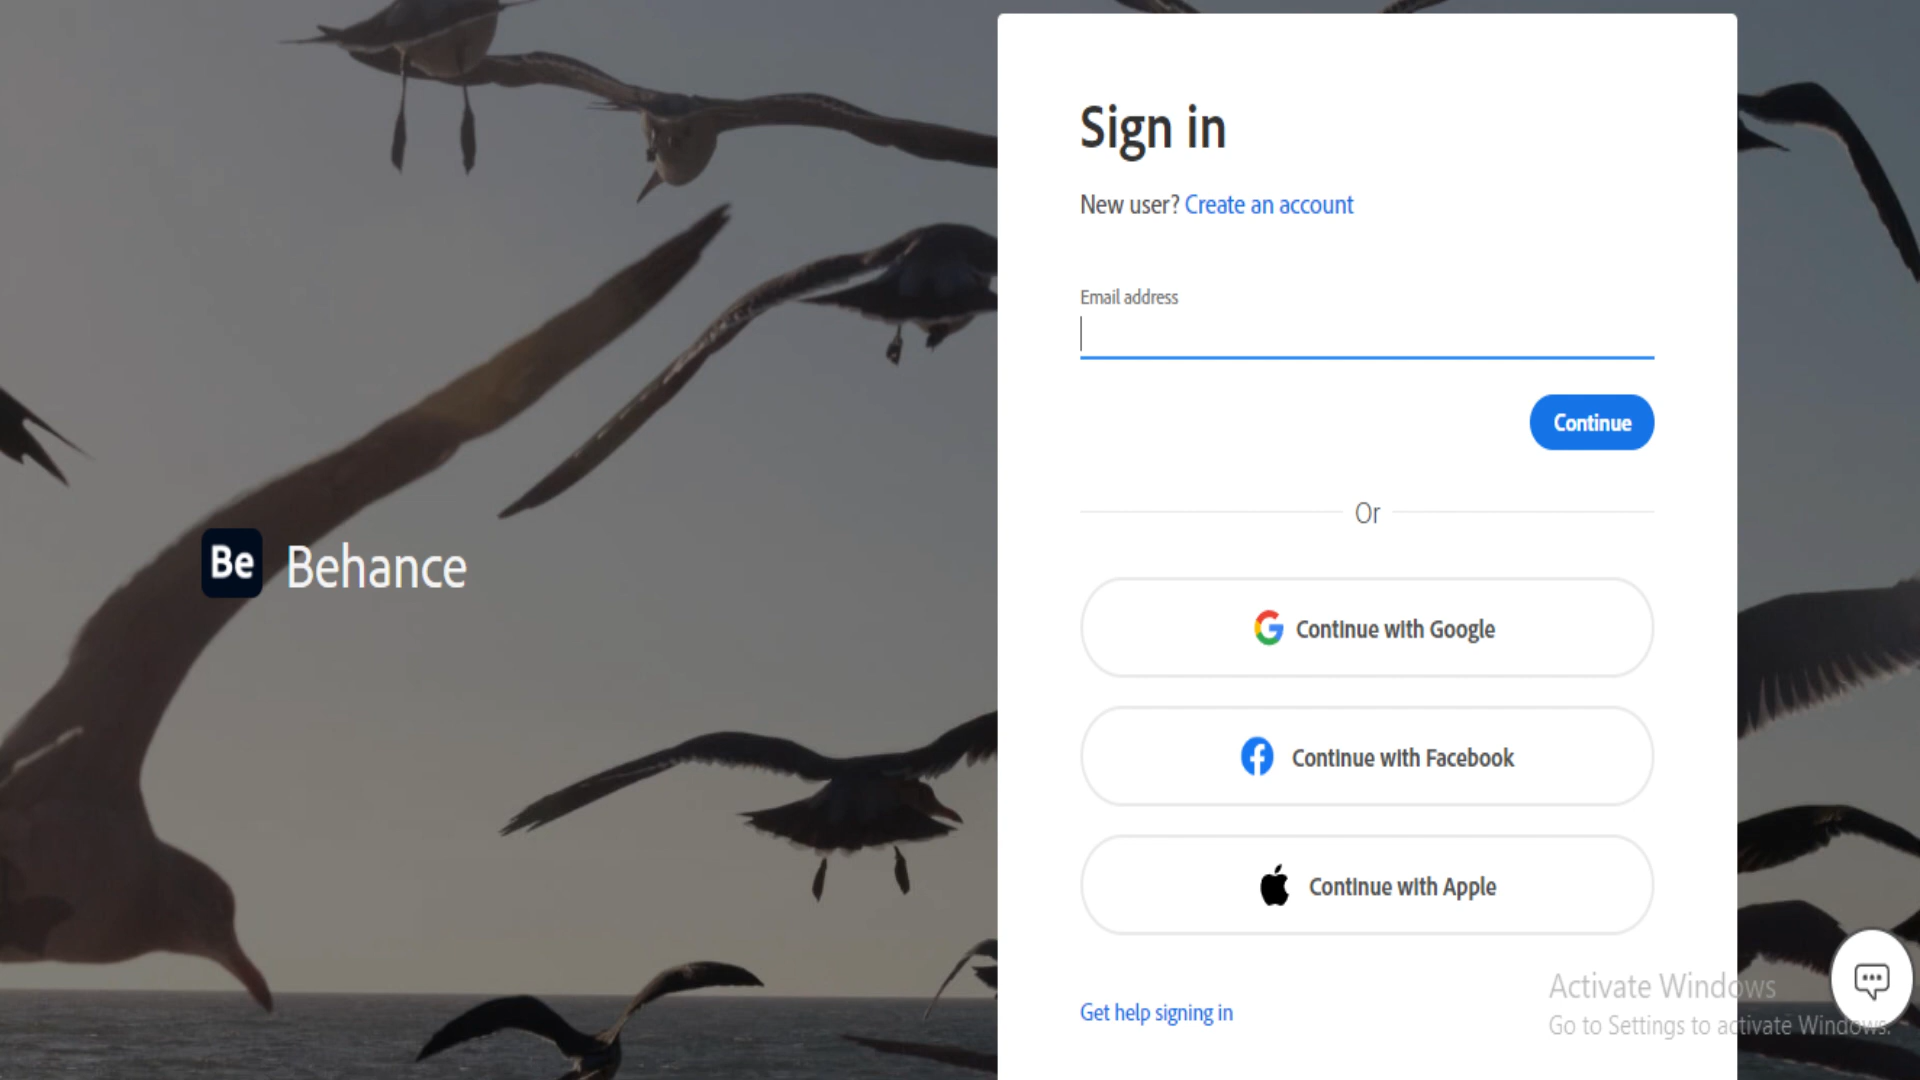 Sign in
New user? Create an account
Email address
Continue
Or
Be Behance
Continue with Google
Continue with Facebook
Continue with Apple
Get help signing in
Activate Windows
Go to Settings to activate Windows.